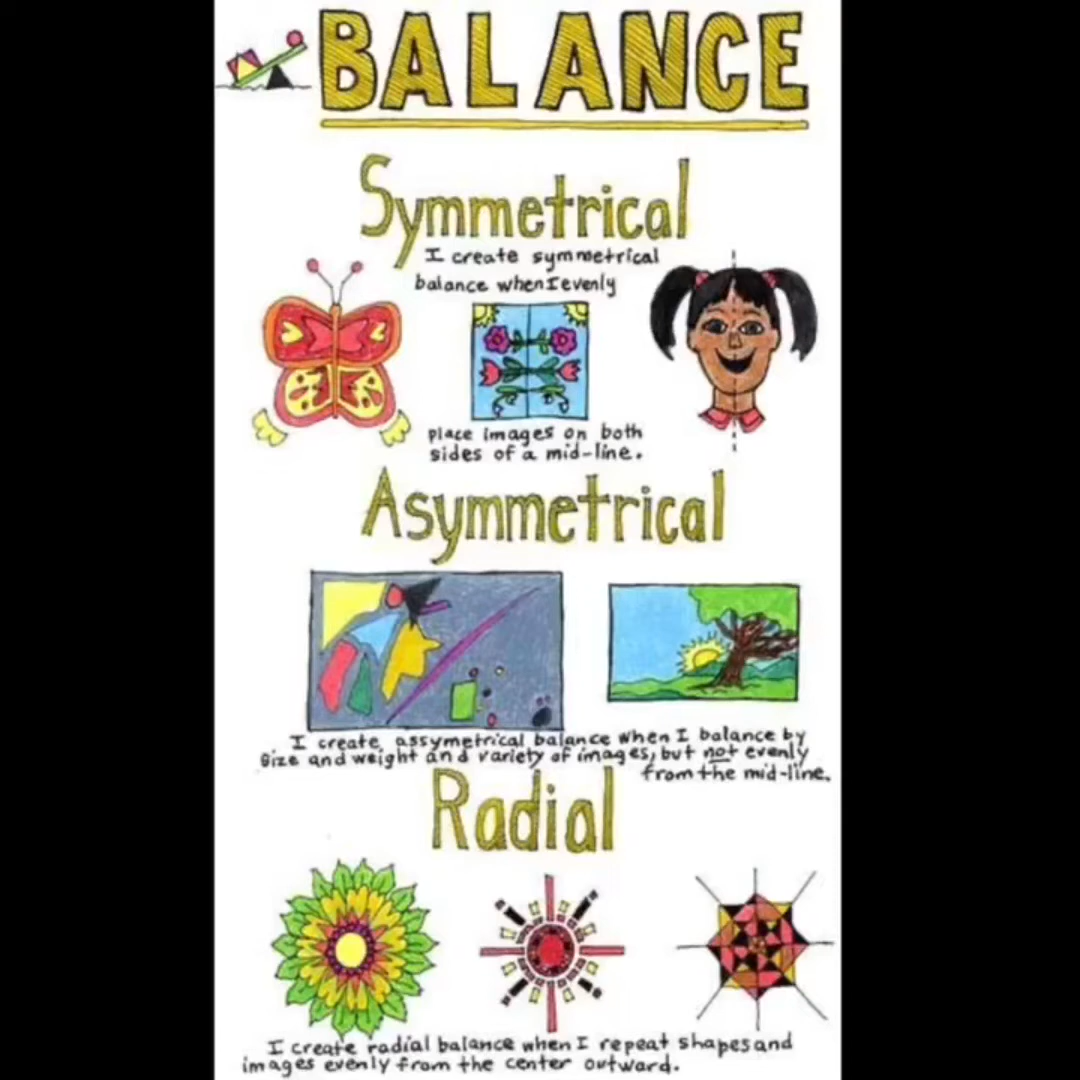 BALANCE
Symmetrical
I create symmetrical
balance when I evenly
place images on both
sides of a mid-line.
Asymmetrical
I create assymetrical balance when I balance by
size and weight and variety of images, but not evenly
from the mid-line.
Radial
I create radial balance when I repeat shapes and
images evenly from the center outward.